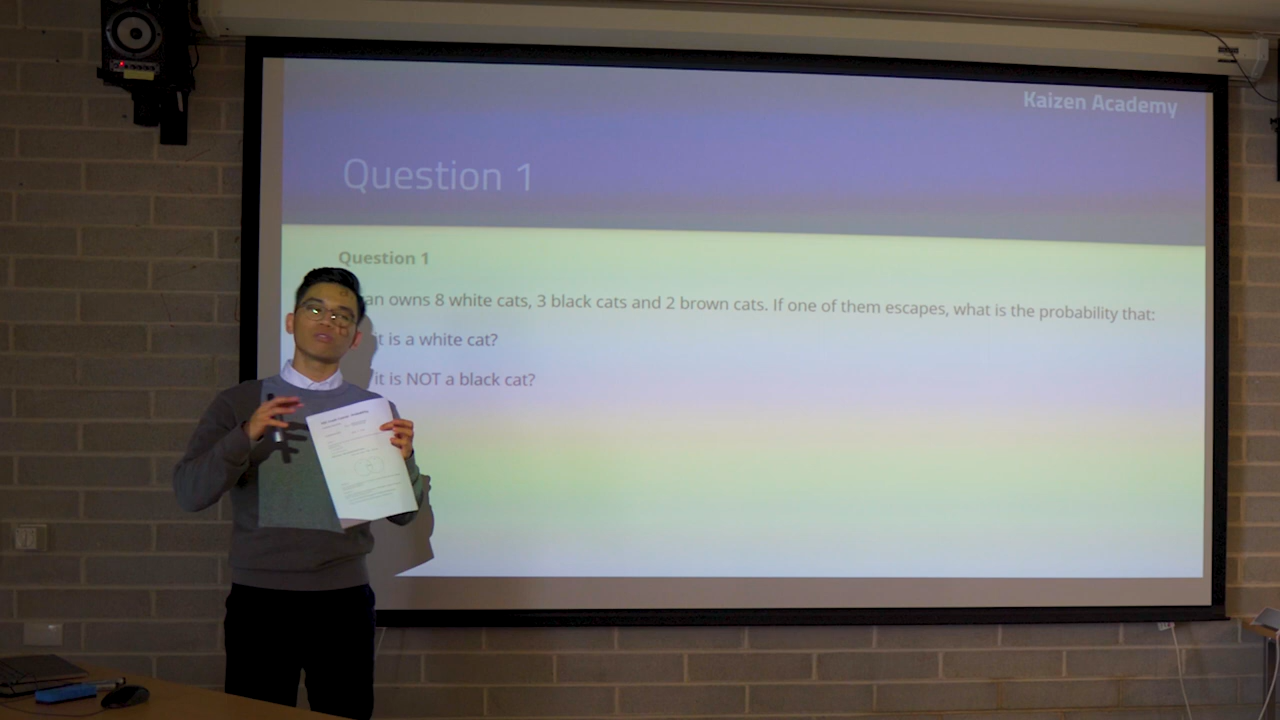 Kaizen Academy
Question 1
Question 1
an owns 8 white cats, 3 black cats and 2 brown cats. If one of them escapes, what is the probability that:
it is a white cat?
it is NOT a black cat?